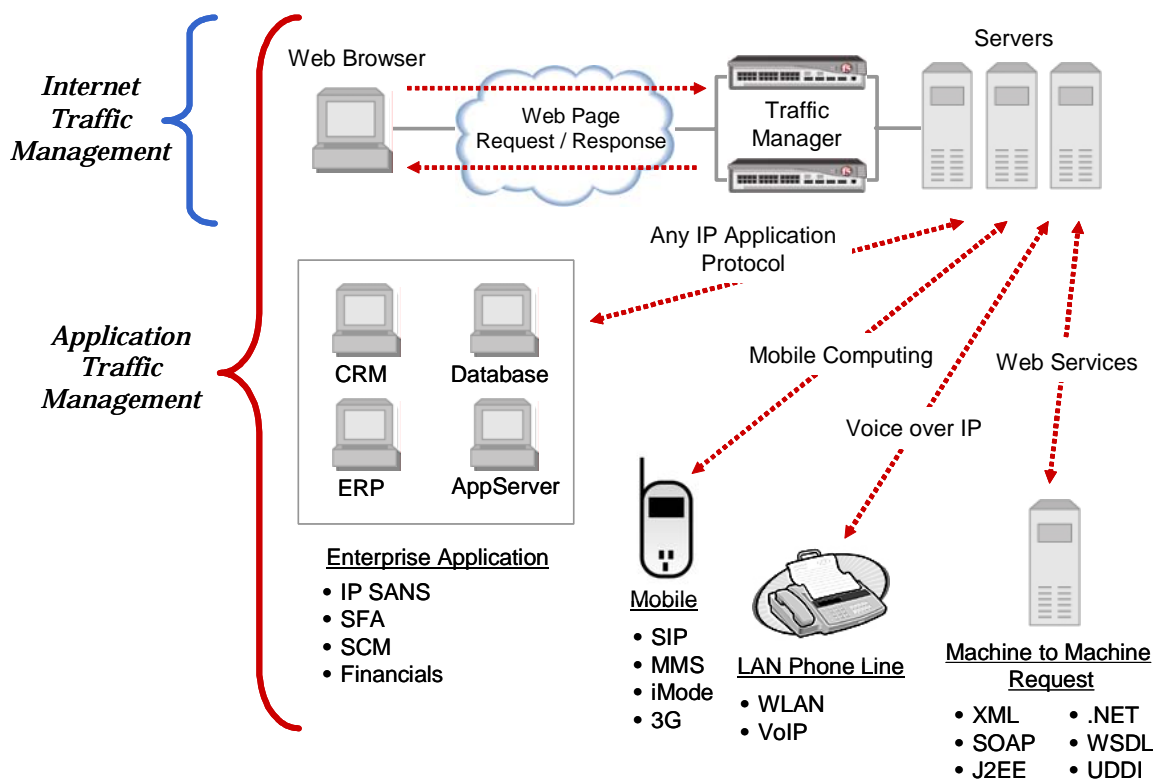 Internet
Traffic
Management
Web Browser
Web Page
Request / Response
Traffic
Manager
Servers
Application
Traffic
Management
Any IP Application
Protocol
Mobile Computing
Web Services
Voice over IP
CRM
Database
ERP
AppServer
Enterprise Application
• IP SANS
• SFA
• SCM
• Financials
Mobile
• SIP
• MMS
• iMode
• 3G
LAN Phone Line
• WLAN
• VoIP
Machine to Machine
Request
• XML
• SOAP
• J2EE
• .NET
• WSDL
• UDDI